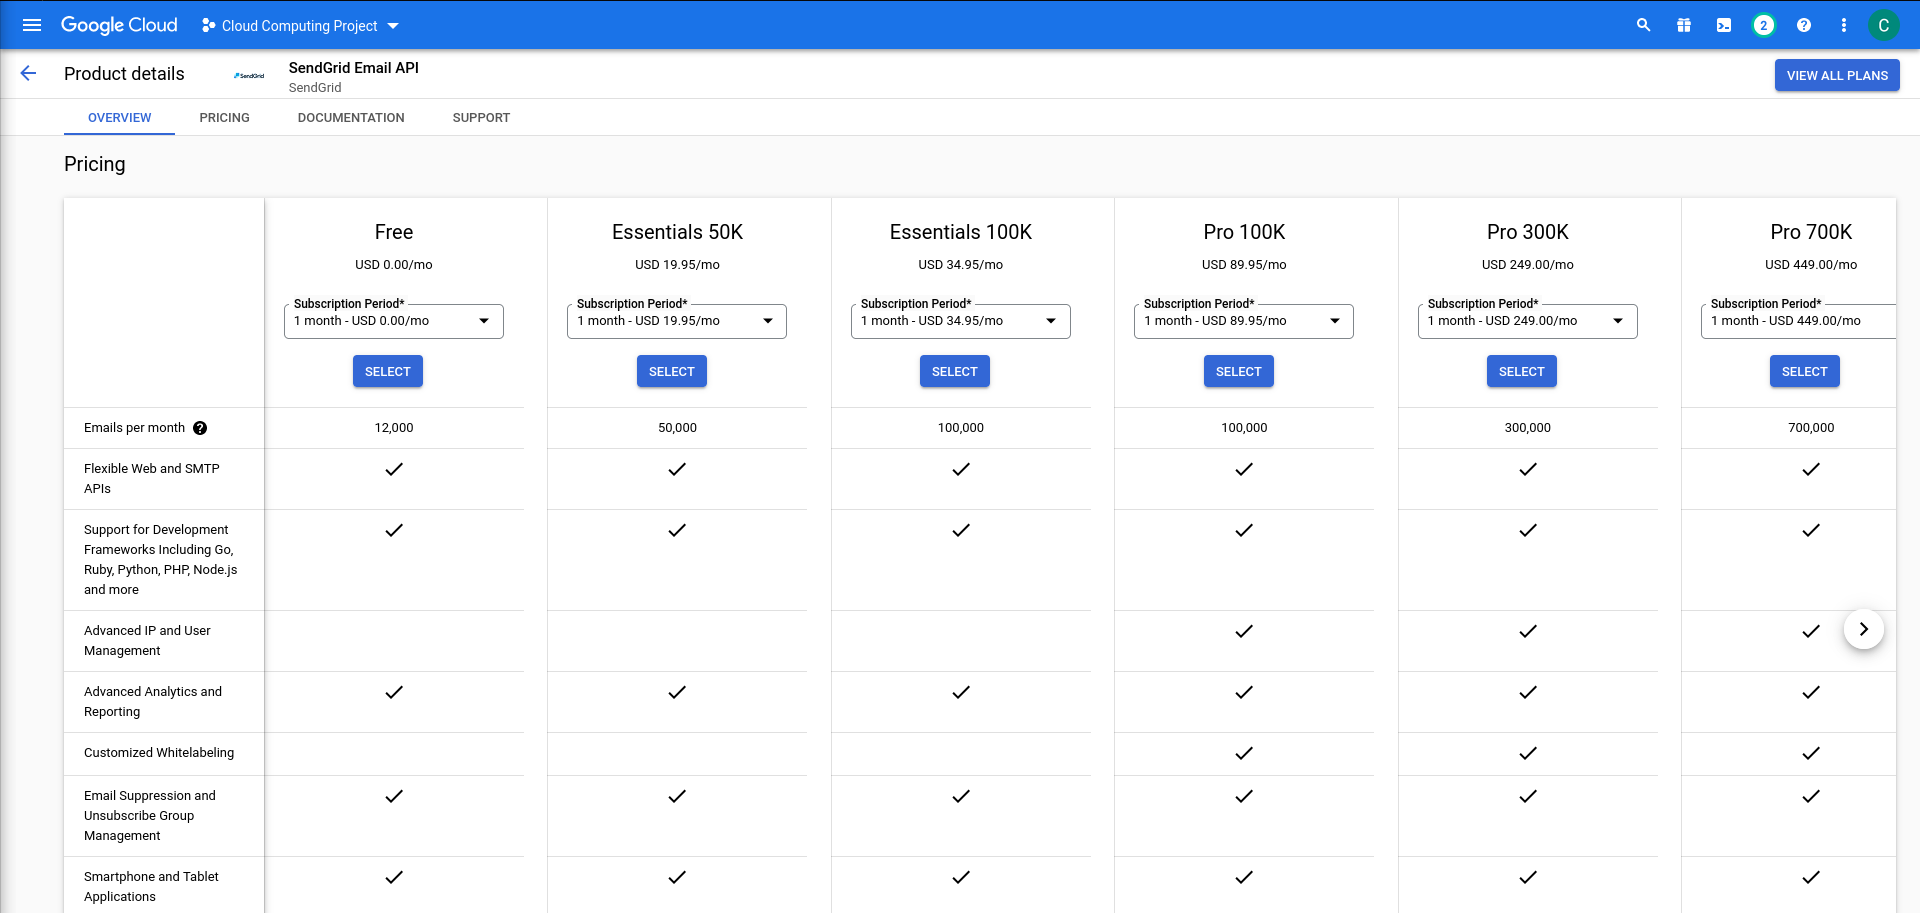 Google Cloud
Cloud Computing Project
2
C
Product details
SendGrid
SendGrid Email API
SendGrid
VIEW ALL PLANS
OVERVIEW PRICING DOCUMENTATION SUPPORT
Pricing
Free Essentials 50K Essentials 100K Pro 100K Pro 300K Pro 700K
USD 0.00/mo USD 19.95/mo USD 34.95/mo USD 89.95/mo USD 249.00/mo USD 449.00/mo
Subscription Period* Subscription Period* Subscription Period* Subscription Period* Subscription Period* Subscription Period*
1 month - USD 0.00/mo 1 month - USD 19.95/mo 1 month - USD 34.95/mo 1 month - USD 89.95/mo 1 month - USD 249.00/mo 1 month - USD 449.00/mo
SELECT SELECT SELECT SELECT SELECT SELECT
Emails per month ? 12,000 50,000 100,000 100,000 300,000 700,000
Flexible Web and SMTP
APIs
Support for Development
Frameworks Including Go,
Ruby, Python, PHP, Node.js
and more
Advanced IP and User
Management
Advanced Analytics and
Reporting
Customized Whitelabeling
Email Suppression and
Unsubscribe Group
Management
Smartphone and Tablet
Applications